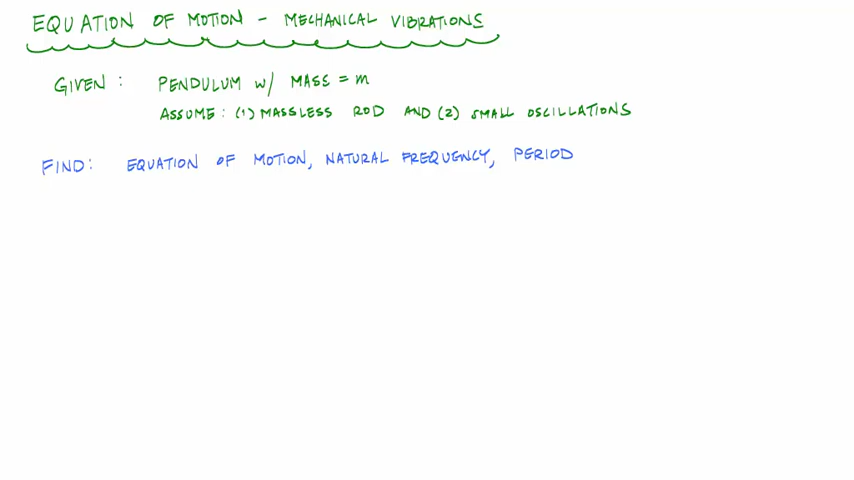 EQUATION OF MOTION - MECHANICAL VIBRATIONS
GIVEN: PENDULUM w/ MASS = m
ASSUME: (1) MASSLESS ROD AND (2) SMALL OSCILLATIONS
FIND: EQUATION OF MOTION, NATURAL FREQUENCY, PERIOD